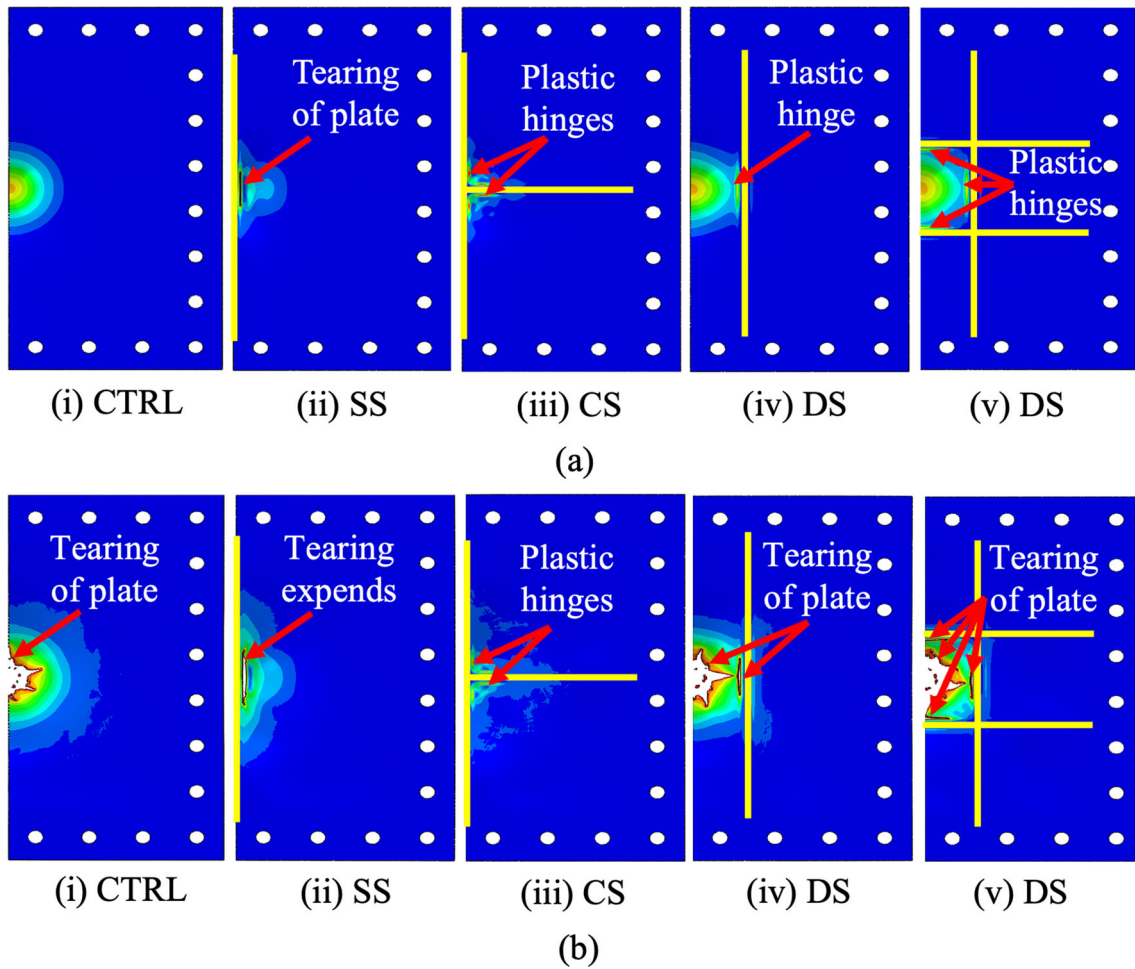 Tearing
of plate
Plastic
hinges
Plastic
hinge
Plastic
hinges
(i) CTRL
(ii) SS
(iii) CS
(iv) DS
(v) DS
(a)
Tearing
of plate
Tearing
expends
Plastic
hinges
Tearing
of plate
Tearing
of plate
(i) CTRL
(ii) SS
(iii) CS
(iv) DS
(v) DS
(b)